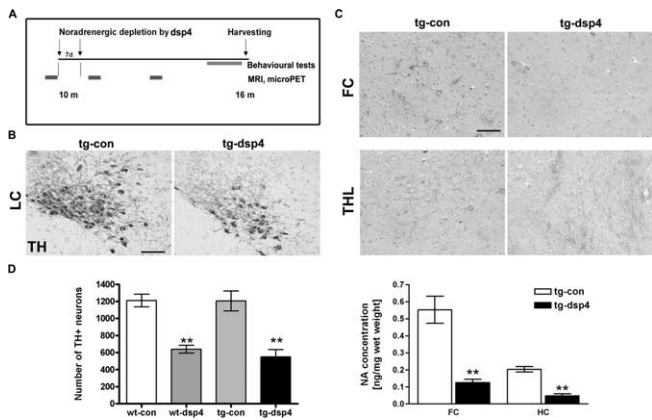 A
Noradrenergic depletion by dsp4
Harvesting
7d
Behavioural tests
MRI, microPET
10 m
16 m
B
tg-con
tg-dsp4
LC
TH
C
tg-con
tg-dsp4
FC
THL
D
Number of TH+ neurons
1400
1200
1000
800
600
400
200
0
**
**
wt-con
wt-dsp4
tg-con
tg-dsp4
NA concentration
[ng/mg wet weight]
0.7
0.6
0.5
0.4
0.3
0.2
0.1
0.0
tg-con
tg-dsp4
**
**
FC
HC